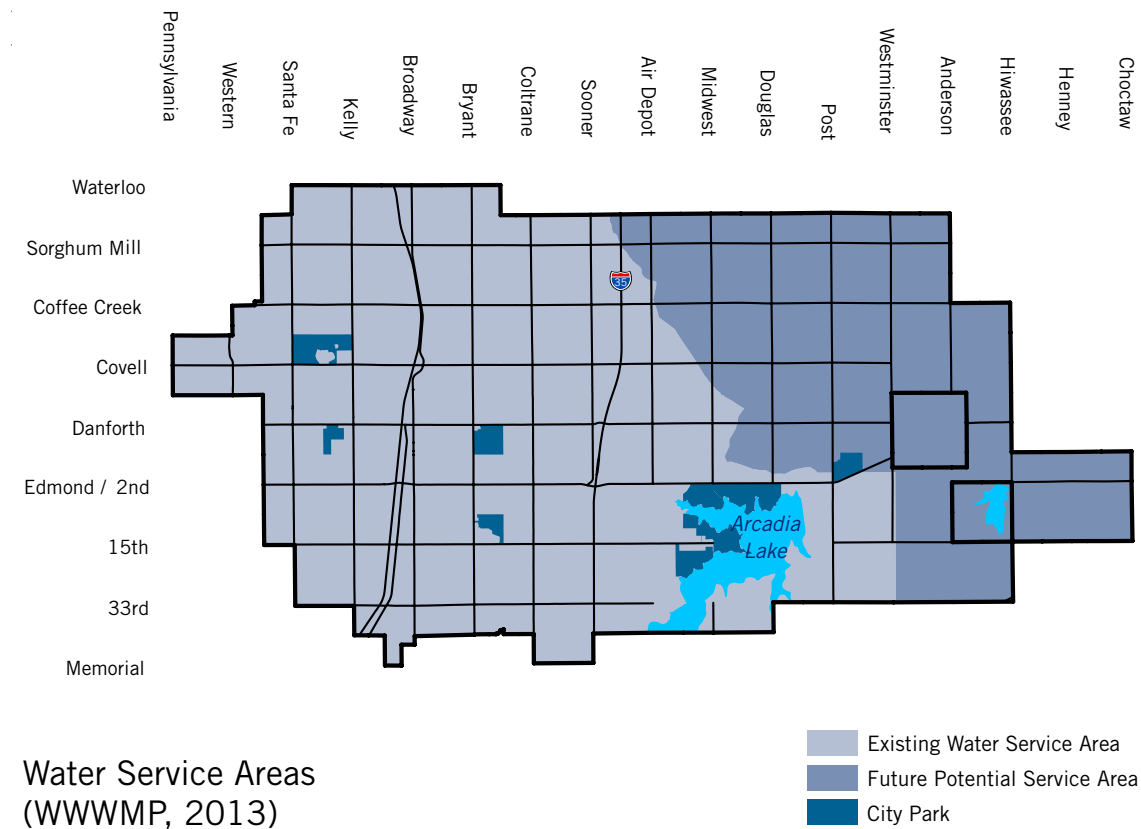 Pennsylvania
Western
Santa Fe
Kelly
Broadway
Bryant
Coltrane
Sooner
Air Depot
Midwest
Douglas
Post
Westminster
Anderson
Hiwassee
Henney
Choctaw
Waterloo
Sorghum Mill
35
Coffee Creek
Covell
Danforth
Edmond / 2nd
Arcadia
Lake
15th
33rd
Memorial
Water Service Areas
(WWWMP, 2013)
Existing Water Service Area
Future Potential Service Area
City Park